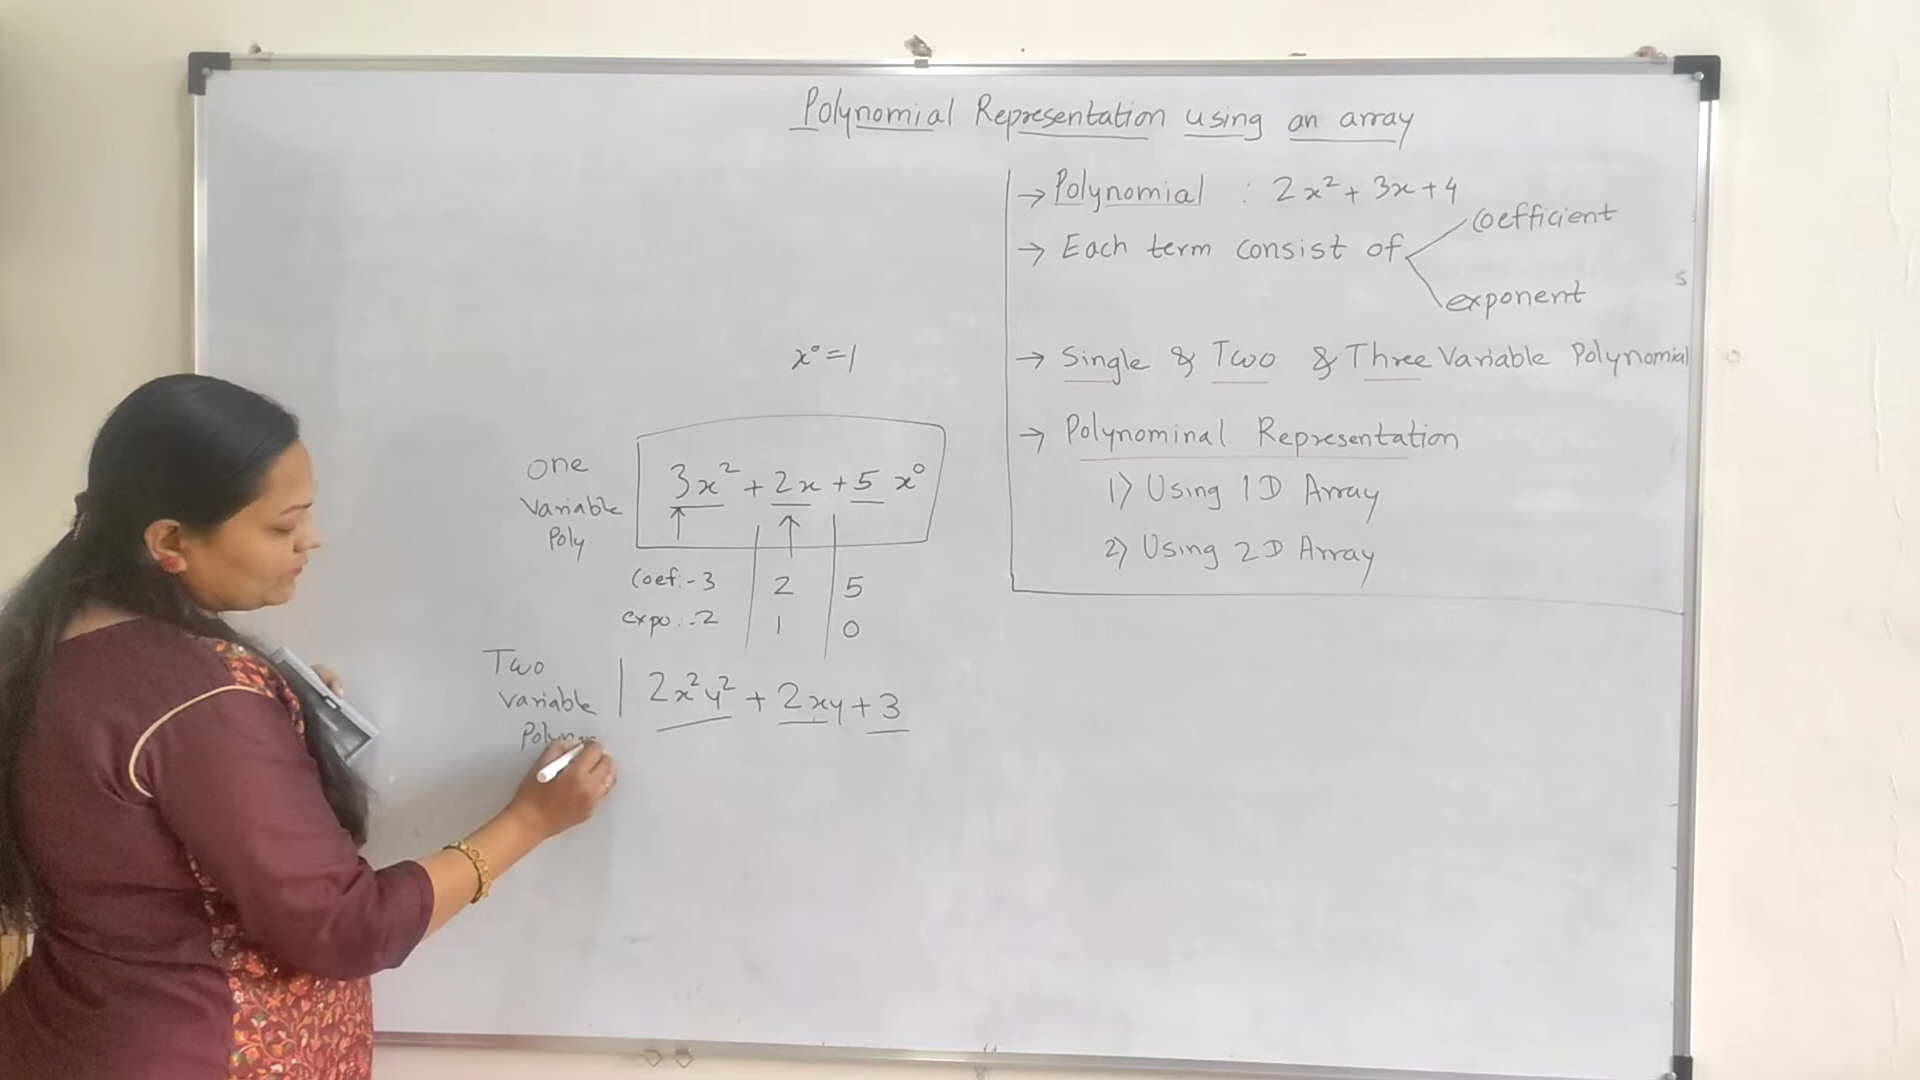 Polynomial Representation using an array
→ Polynomial : 2x² + 3x + 4
→ Each term consist of
coefficient
exponent
→ Single & Two & Three Variable Polynomial
→ Polynominal Representation
1) Using 1D Array
2) Using 2D Array
x⁰ = 1
One
Variable
Poly.
3x² + 2x + 5 x⁰
Coef:- 3 2 5
expo:- 2 1 0
Two
variable
2x²y² + 2xy + 3